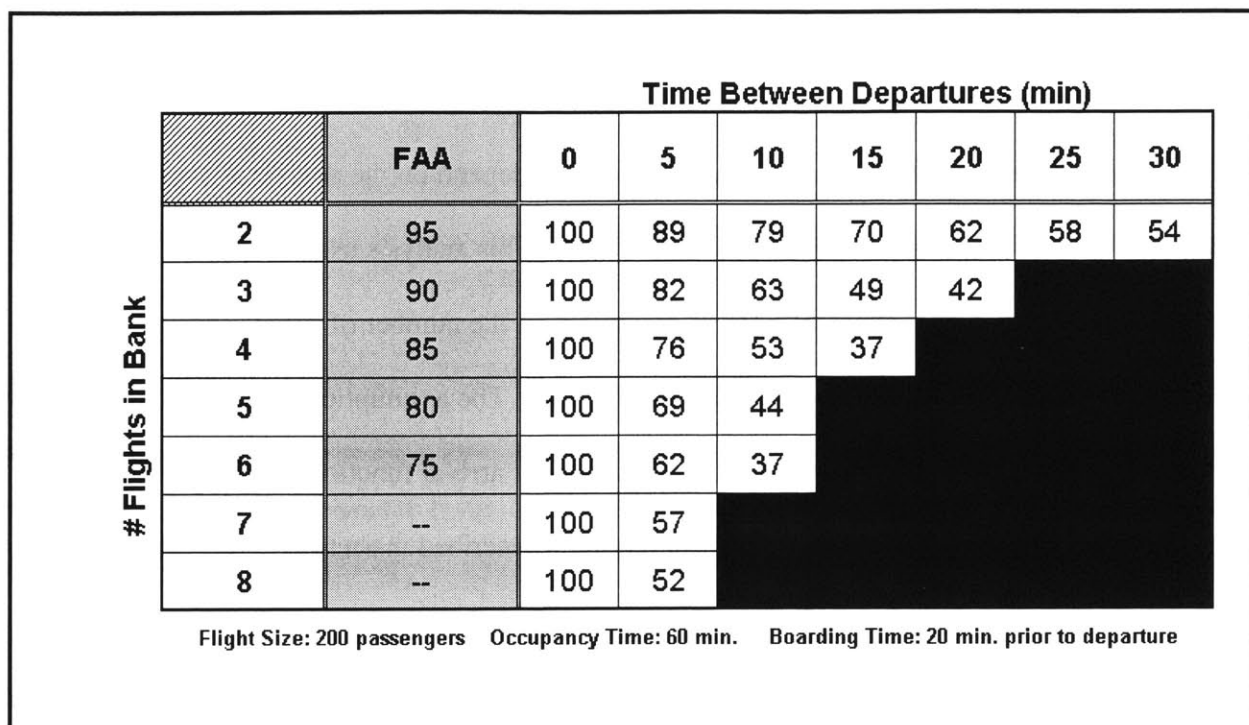 Time Between Departures (min)
FAA 0 5 10 15 20 25 30
# Flights in Bank
2 95 100 89 79 70 62 58 54
3 90 100 82 63 49 42
4 85 100 76 53 37
5 80 100 69 44
6 75 100 62 37
7 -- 100 57
8 -- 100 52
Flight Size: 200 passengers Occupancy Time: 60 min. Boarding Time: 20 min. prior to departure